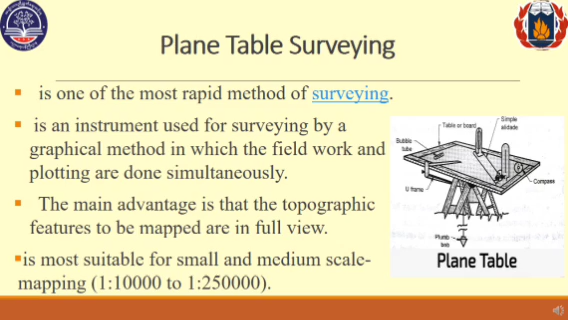 Plane Table Surveying
▪ is one of the most rapid method of surveying.
▪ is an instrument used for surveying by a
graphical method in which the field work and
plotting are done simultaneously.
▪ The main advantage is that the topographic
features to be mapped are in full view.
▪is most suitable for small and medium scale-
mapping (1:10000 to 1:250000).
Table or board
Simple
alidade
Bubble
tube
Compass
U frame
Plumb
bob
Plane Table